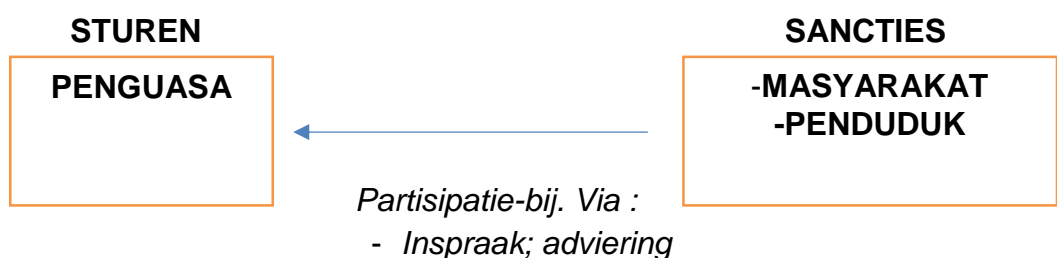 STUREN
PENGUASA
SANCTIES
-MASYARAKAT
-PENDUDUK
Partisipatie-bij. Via :
- Inspraak; adviering